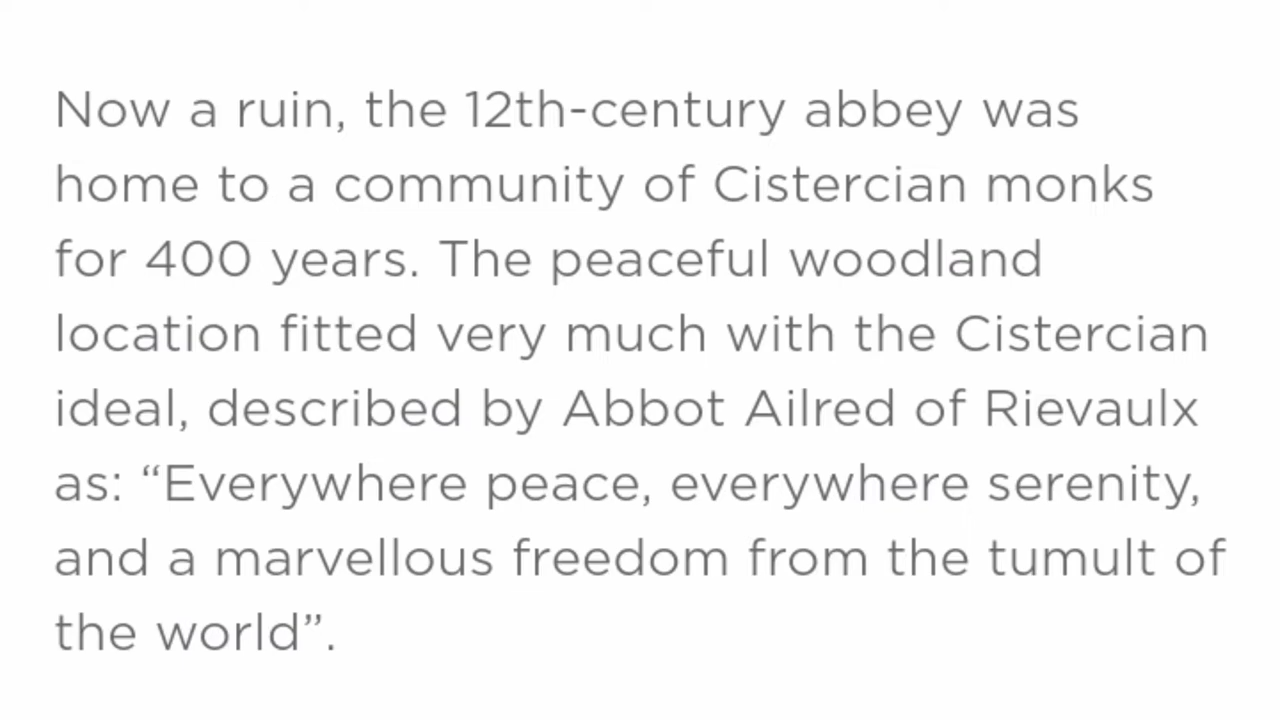 Now a ruin, the 12th-century abbey was
home to a community of Cistercian monks
for 400 years. The peaceful woodland
location fitted very much with the Cistercian
ideal, described by Abbot Ailred of Rievaulx
as: “Everywhere peace, everywhere serenity,
and a marvellous freedom from the tumult of
the world”.